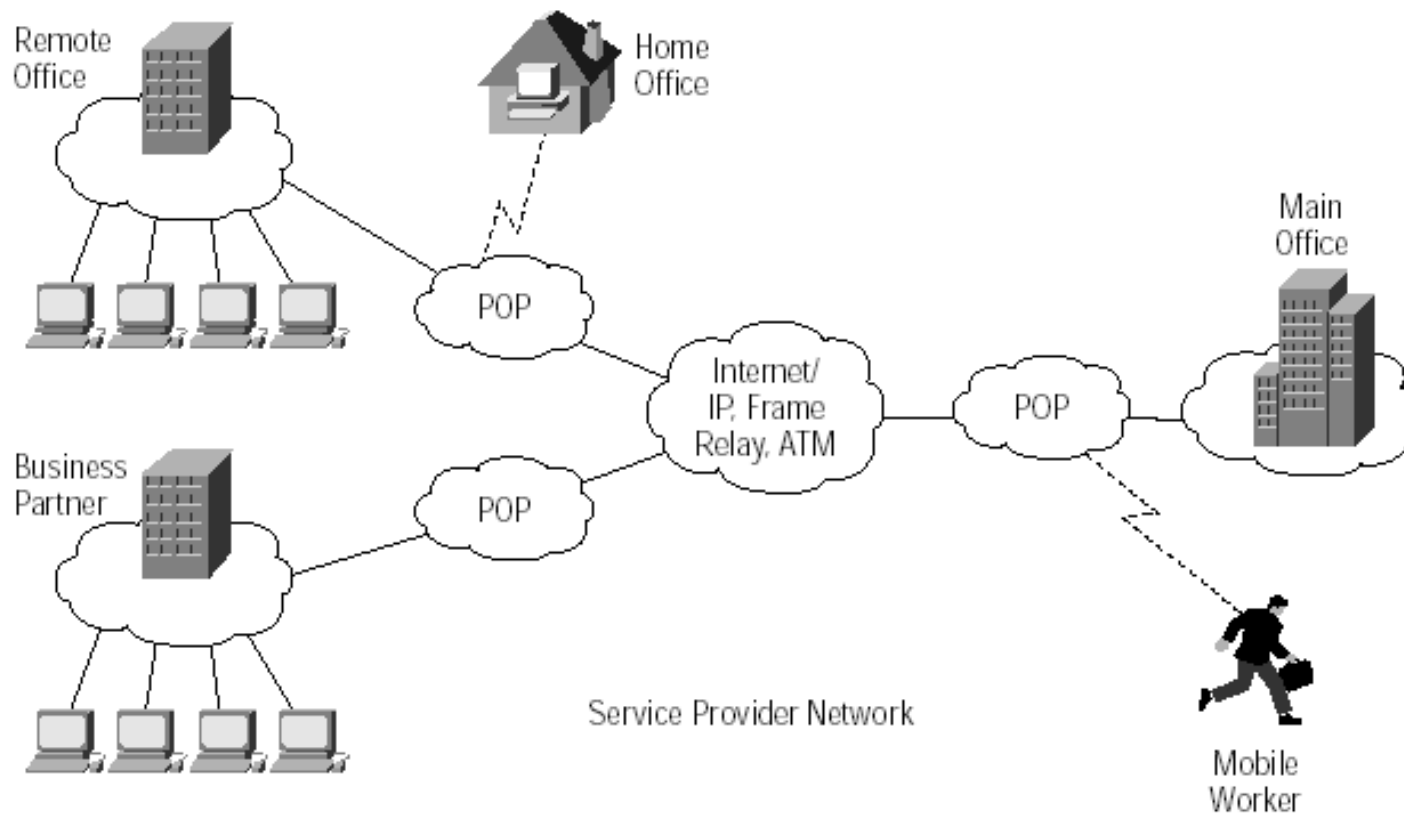 Remote
Office
Home
Office
Main
Office
POP
Internet/
IP, Frame
Relay, ATM
POP
Business
Partner
POP
Service Provider Network
Mobile
Worker